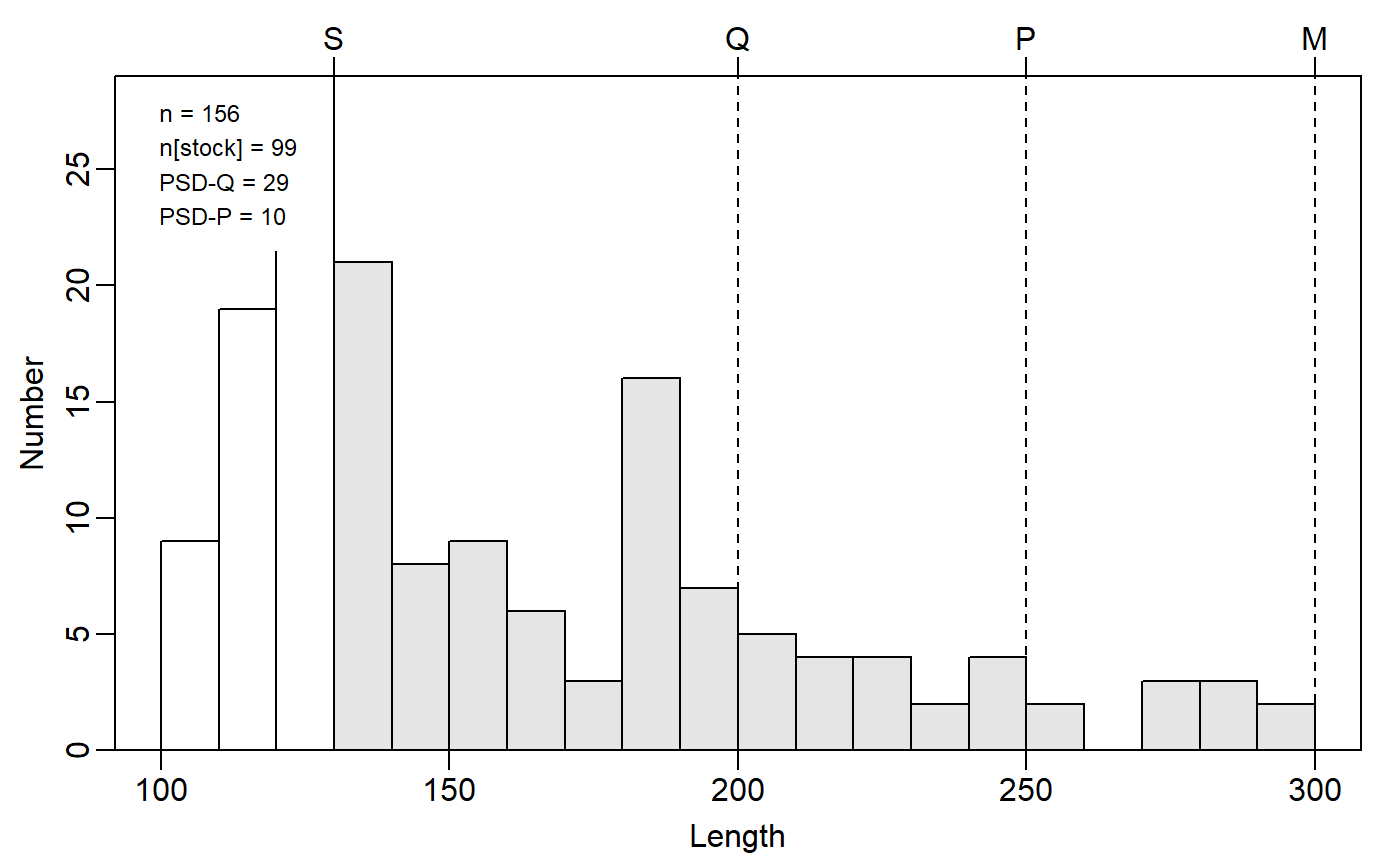 S Q P M
n = 156
n[stock] = 99
PSD-Q = 29
PSD-P = 10
25
20
15
10
5
0
Number
100 150 200 250 300
Length